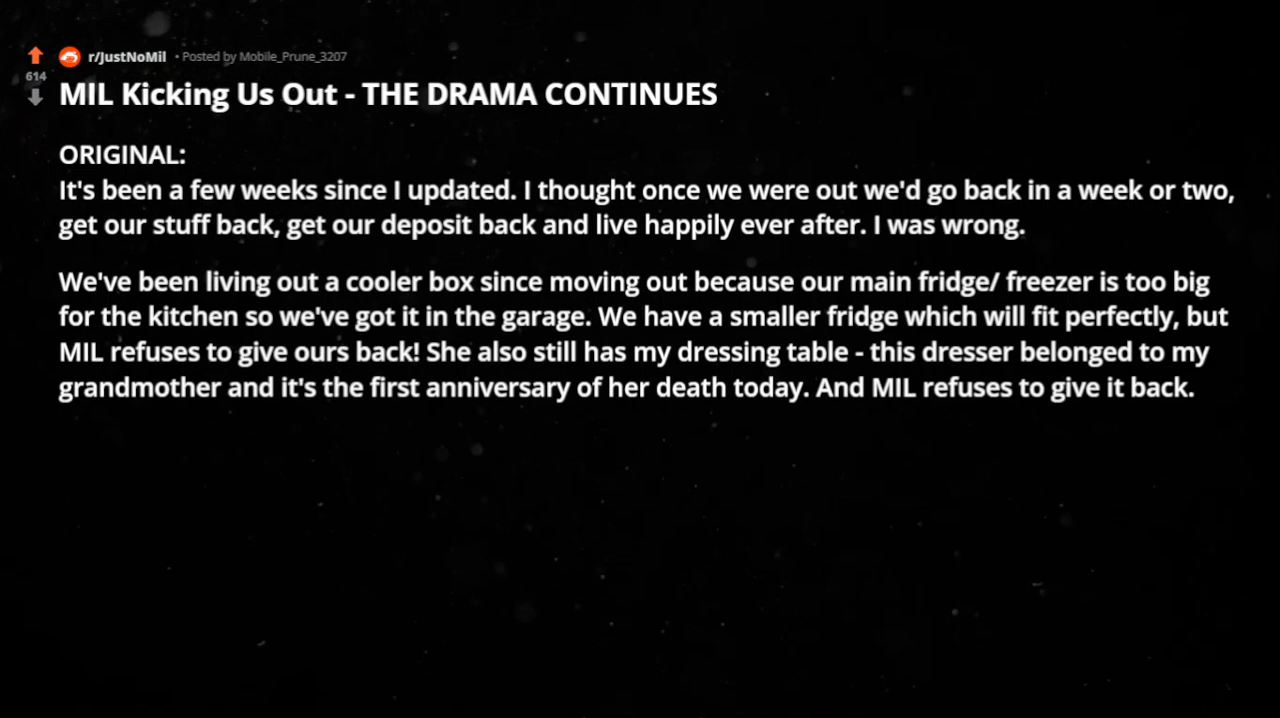 r/JustNoMil • Posted by Mobile_Prune_3207
614
MIL Kicking Us Out - THE DRAMA CONTINUES
ORIGINAL:
It's been a few weeks since I updated. I thought once we were out we'd go back in a week or two,
get our stuff back, get our deposit back and live happily ever after. I was wrong.
We've been living out a cooler box since moving out because our main fridge/ freezer is too big
for the kitchen so we've got it in the garage. We have a smaller fridge which will fit perfectly, but
MIL refuses to give ours back! She also still has my dressing table - this dresser belonged to my
grandmother and it's the first anniversary of her death today. And MIL refuses to give it back.